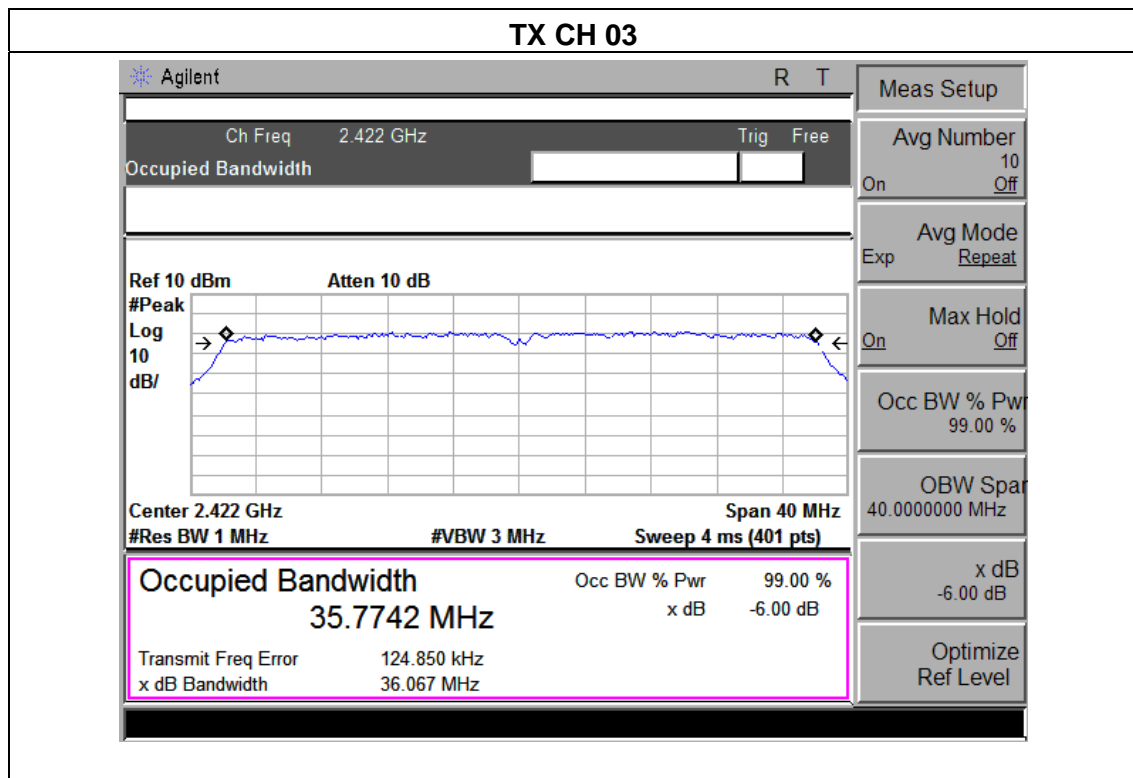 TX CH 03
Agilent R T
Ch Freq 2.422 GHz Trig Free
Occupied Bandwidth
Ref 10 dBm Atten 10 dB
#Peak
Log
10
dB/
Center 2.422 GHz Span 40 MHz
#Res BW 1 MHz #VBW 3 MHz Sweep 4 ms (401 pts)
Occupied Bandwidth Occ BW % Pwr 99.00 %
35.7742 MHz x dB -6.00 dB
Transmit Freq Error 124.850 kHz
x dB Bandwidth 36.067 MHz
Meas Setup
Avg Number
10
On Off
Avg Mode
Exp Repeat
Max Hold
On Off
Occ BW % Pwr
99.00 %
OBW Span
40.0000000 MHz
x dB
-6.00 dB
Optimize
Ref Level